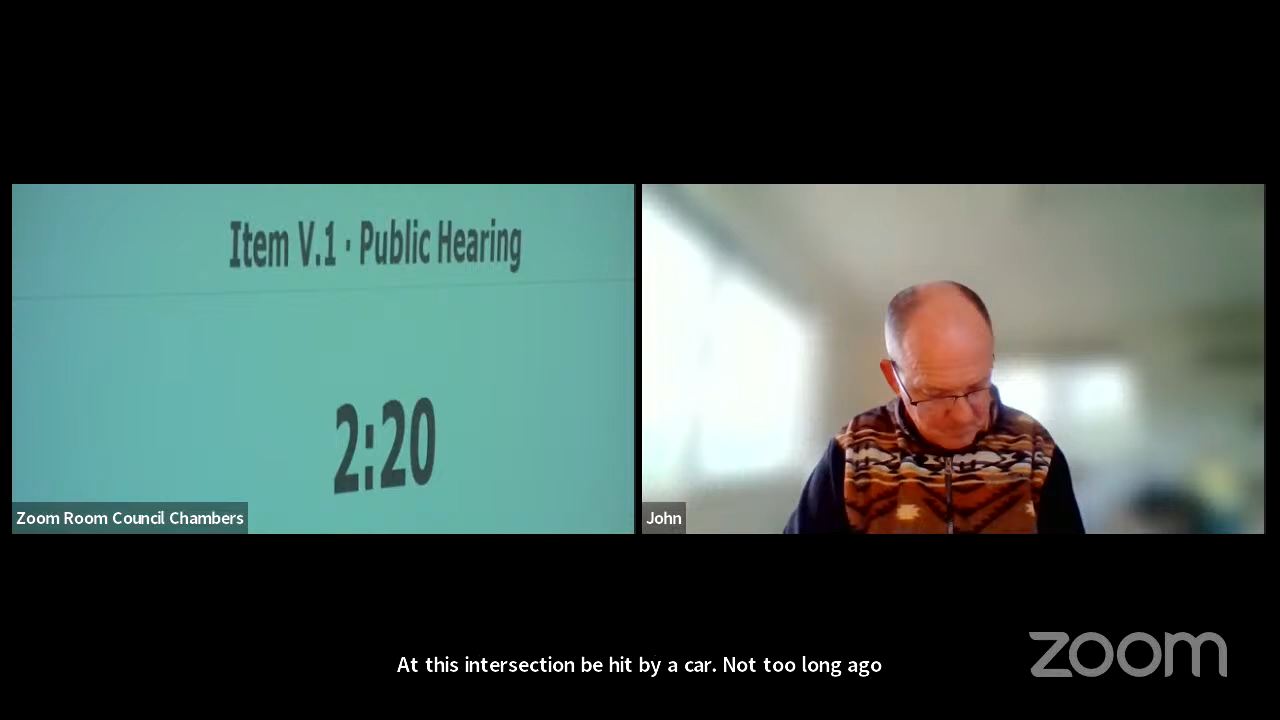 Item V.1 · Public Hearing
2:20
Zoom Room Council Chambers
John
At this intersection be hit by a car. Not too long ago
zoom